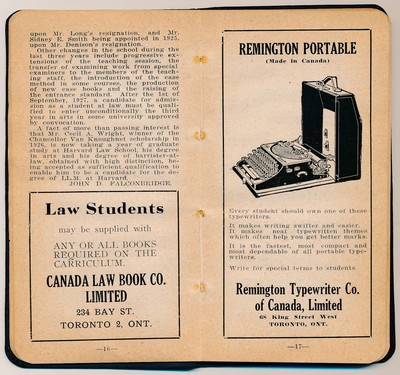 upon Mr. Long's resignation, and Mr.
Sidney E. Smith being appointed in 1925,
upon Mr. Denison's resignation.
Other changes in the school during the
last three years include progressive ex-
tensions of the teaching session, the
transfer of examining work from special
examiners to the members of the teach-
ing staff, the introduction of the case
method in some courses, the production
of new case books and the raising of
the entrance standard. After the 1st of
September, 1927, a candidate for admis-
sion as a student at law must be quali-
fied to enter unconditionally the third
year in arts in some university approved
by convocation.
A fact of more than passing interest is
that Mr. Cecil A. Wright, winner of the
Chancellor Van Knoughnet scholarship in
1926, is now taking a year of graduate
study at Harvard Law School, his degree
in arts and his degree of barrister-at-
law, obtained with high distinction, be-
ing accepted as sufficient qualification to
enable him to be a candidate for the de-
gree of LL.M. at Harvard.
JOHN D. FALCONBRIDGE.
Law Students
may be supplied with
ANY OR ALL BOOKS
REQUIRED ON THE
CARRICULUM.
CANADA LAW BOOK CO.
LIMITED
234 BAY ST.
TORONTO 2, ONT.
—16—
REMINGTON PORTABLE
(Made in Canada)
Every student should own one of these
typewriters.
It makes writing swifter and easier.
It makes neat typewritten themes
which often help you get better marks.
It is the fastest, most compact and
most dependable of all portable type-
writers.
Write for special terms to students
Remington Typewriter Co.
of Canada, Limited
68 King Street West
TORONTO, ONT.
—17—